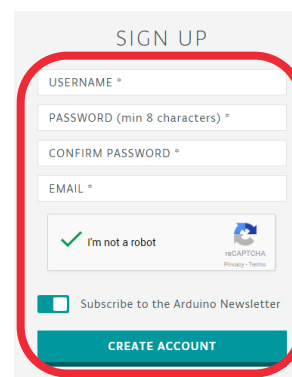 SIGN UP
USERNAME *
PASSWORD (min 8 characters) *
CONFIRM PASSWORD *
EMAIL *
I'm not a robot
reCAPTCHA
Privacy - Terms
Subscribe to the Arduino Newsletter
CREATE ACCOUNT